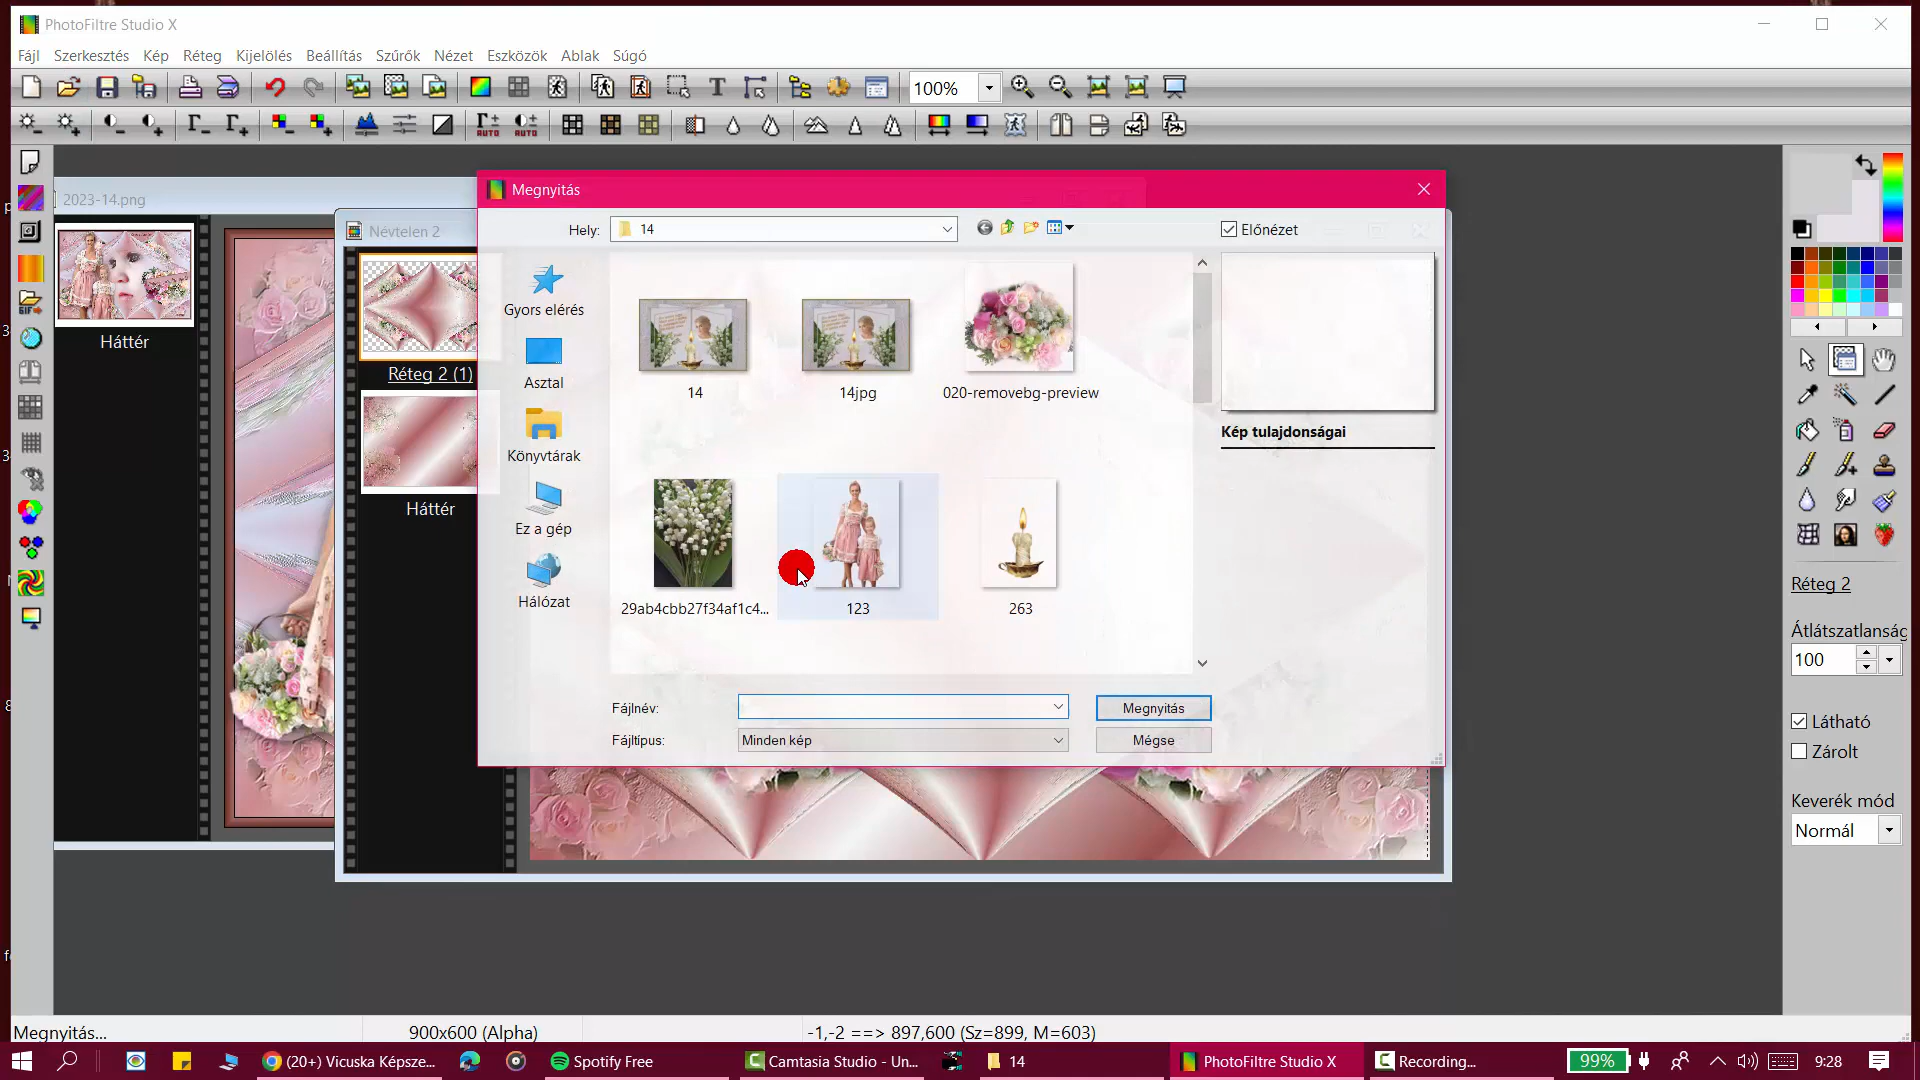 PhotoFiltre Studio X
Fájl Szerkesztés Kép Réteg Kijelölés Beállítás Szűrők Nézet Eszközök Ablak Súgó
100%
2023-14.png
Háttér
Névtelen 2
Réteg 2 (1)
Háttér
Megnyitás
Hely: 14
Előnézet
Gyors elérés
Asztal
Könyvtárak
Ez a gép
Hálózat
14 14jpg 020-removebg-preview
29ab4cbb27f34af1c4... 123 263
Kép tulajdonságai
Fájlnév: Megnyitás
Fájltípus: Minden kép Mégse
Réteg 2
Átlátszatlanság
100
Látható
Zárolt
Keverék mód
Normál
Megnyitás... 900x600 (Alpha) -1,-2 ==> 897,600 (Sz=899, M=603)
(20+) Vicuska Képsze... Spotify Free Camtasia Studio - Un... 14 PhotoFiltre Studio X Recording... 99% 9:28